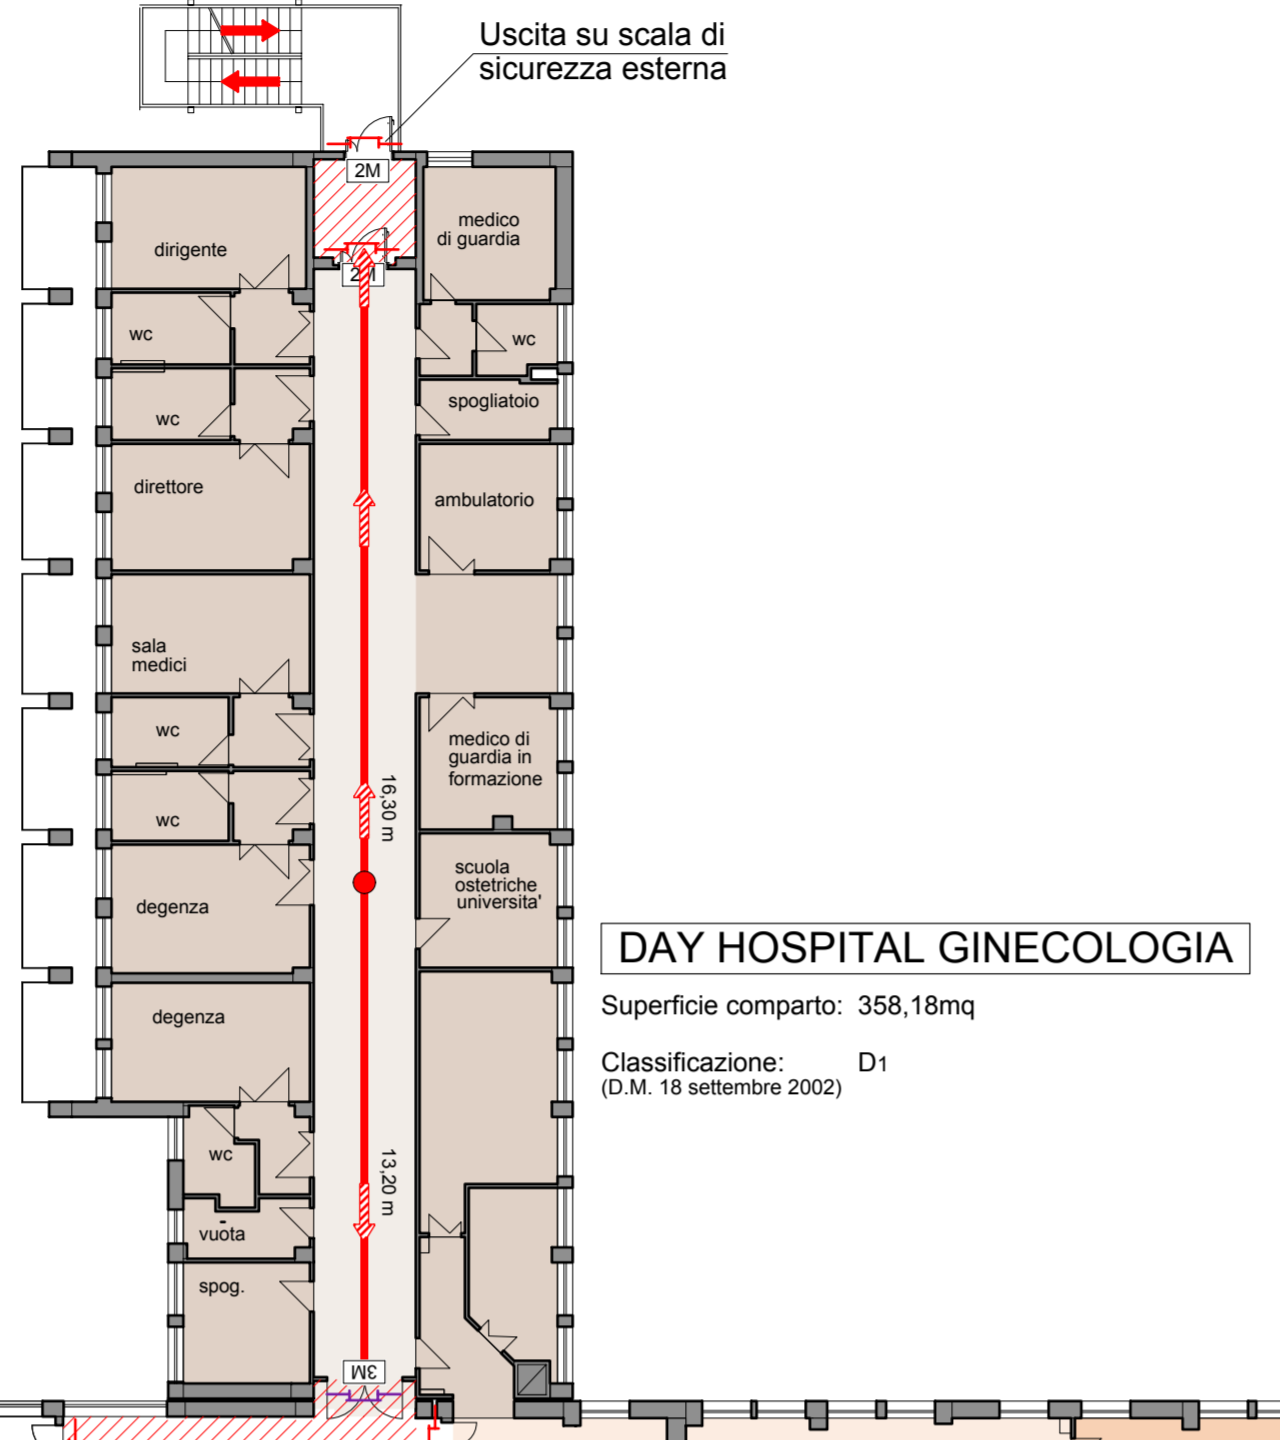 Uscita su scala di
sicurezza esterna
2M
medico
di guardia
dirigente
2M
wc
wc
wc
spogliatoio
direttore
ambulatorio
sala
medici
wc
medico di
guardia in
formazione
16,30 m
wc
scuola
ostetriche
universita'
degenza
DAY HOSPITAL GINECOLOGIA
Superficie comparto: 358,18mq
Classificazione: D1
(D.M. 18 settembre 2002)
degenza
wc
13,20 m
vuota
spog.
3M